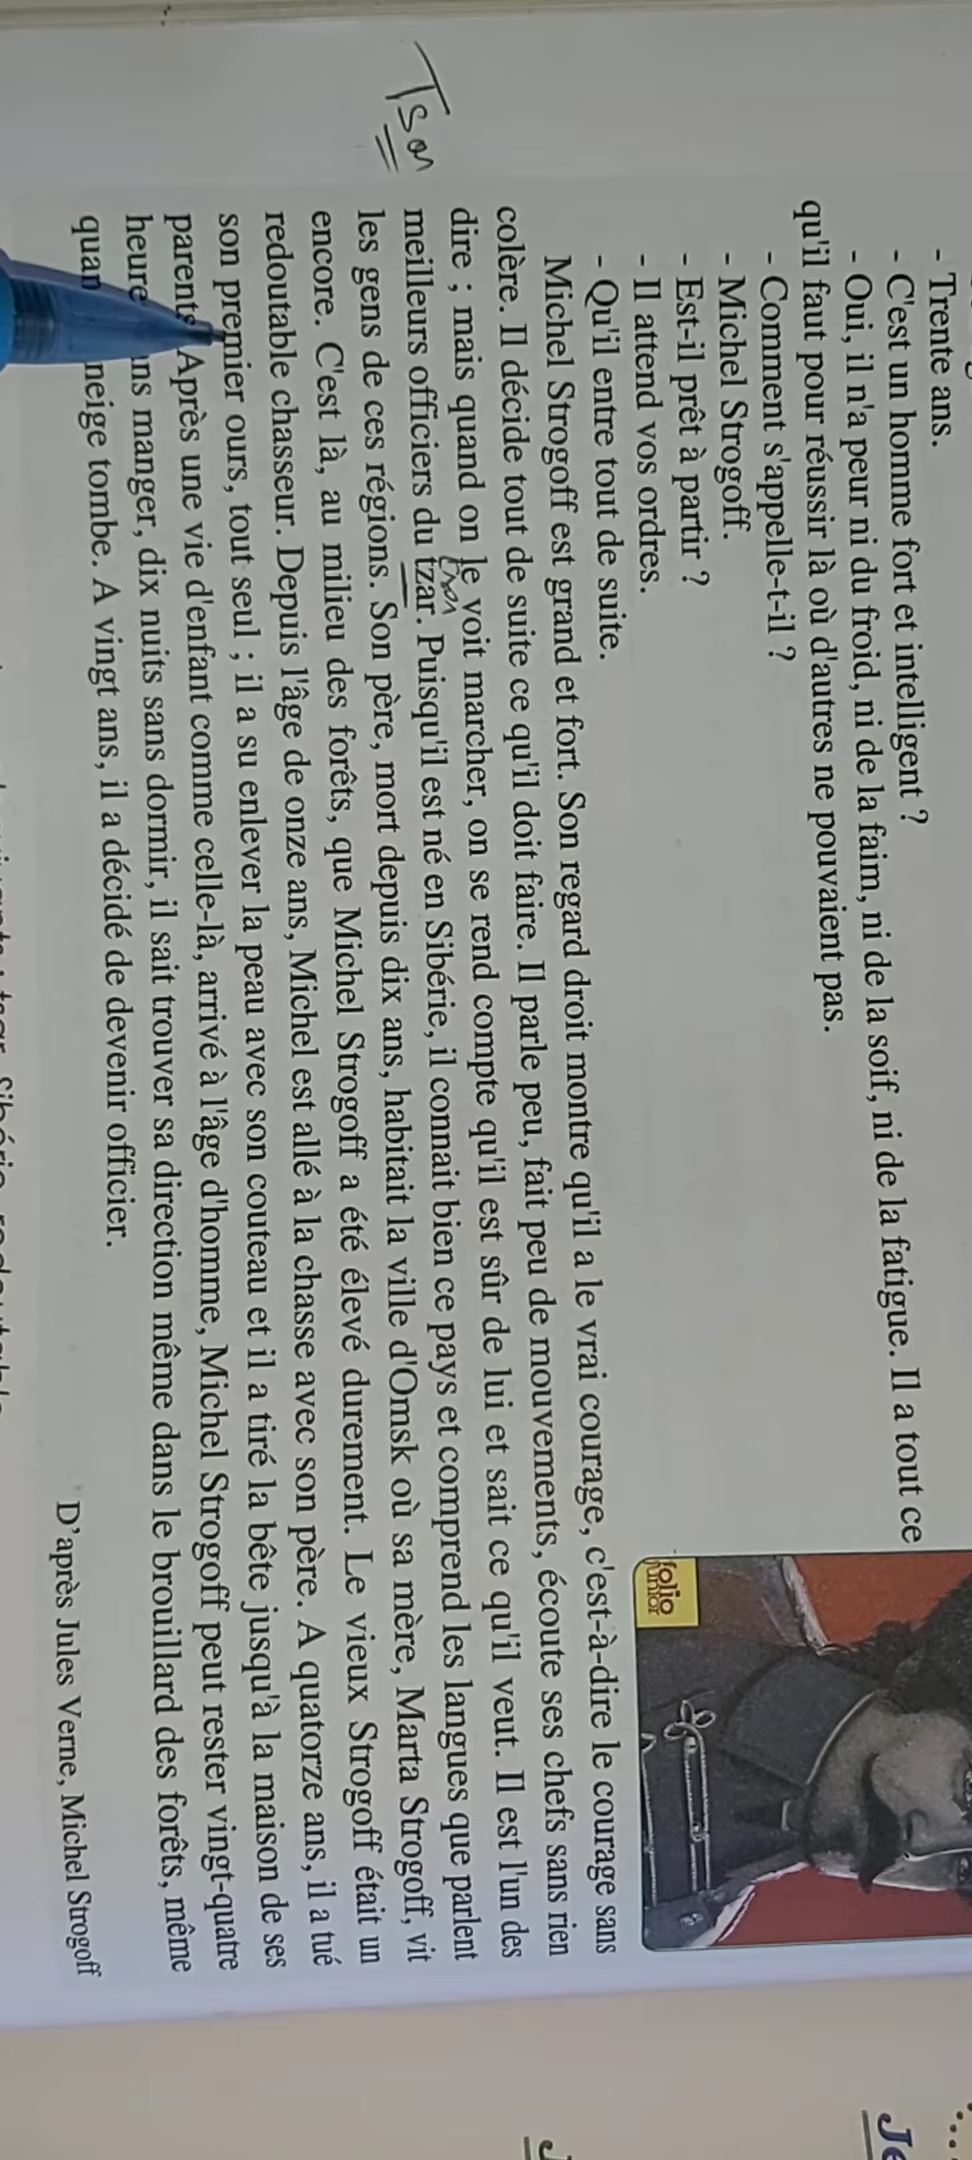 - Trente ans.
- C'est un homme fort et intelligent ?
- Oui, il n'a peur ni du froid, ni de la faim, ni de la soif, ni de la fatigue. Il a tout ce
qu'il faut pour réussir là où d'autres ne pouvaient pas.
- Comment s'appelle-t-il ?
- Michel Strogoff.
- Est-il prêt à partir ?
- Il attend vos ordres.
- Qu'il entre tout de suite.
Michel Strogoff est grand et fort. Son regard droit montre qu'il a le vrai courage, c'est-à-dire le courage sans
colère. Il décide tout de suite ce qu'il doit faire. Il parle peu, fait peu de mouvements, écoute ses chefs sans rien
dire ; mais quand on le voit marcher, on se rend compte qu'il est sûr de lui et sait ce qu'il veut. Il est l'un des
meilleurs officiers du tzar. Puisqu'il est né en Sibérie, il connait bien ce pays et comprend les langues que parlent
les gens de ces régions. Son père, mort depuis dix ans, habitait la ville d'Omsk où sa mère, Marta Strogoff, vit
encore. C'est là, au milieu des forêts, que Michel Strogoff a été élevé durement. Le vieux Strogoff était un
redoutable chasseur. Depuis l'âge de onze ans, Michel est allé à la chasse avec son père. A quatorze ans, il a tué
son premier ours, tout seul ; il a su enlever la peau avec son couteau et il a tiré la bête jusqu'à la maison de ses
parents. Après une vie d'enfant comme celle-là, arrivé à l'âge d'homme, Michel Strogoff peut rester vingt-quatre
heure ns manger, dix nuits sans dormir, il sait trouver sa direction même dans le brouillard des forêts, même
quan neige tombe. A vingt ans, il a décidé de devenir officier.
D'après Jules Verne, Michel Strogoff
folio
junior
Tsar